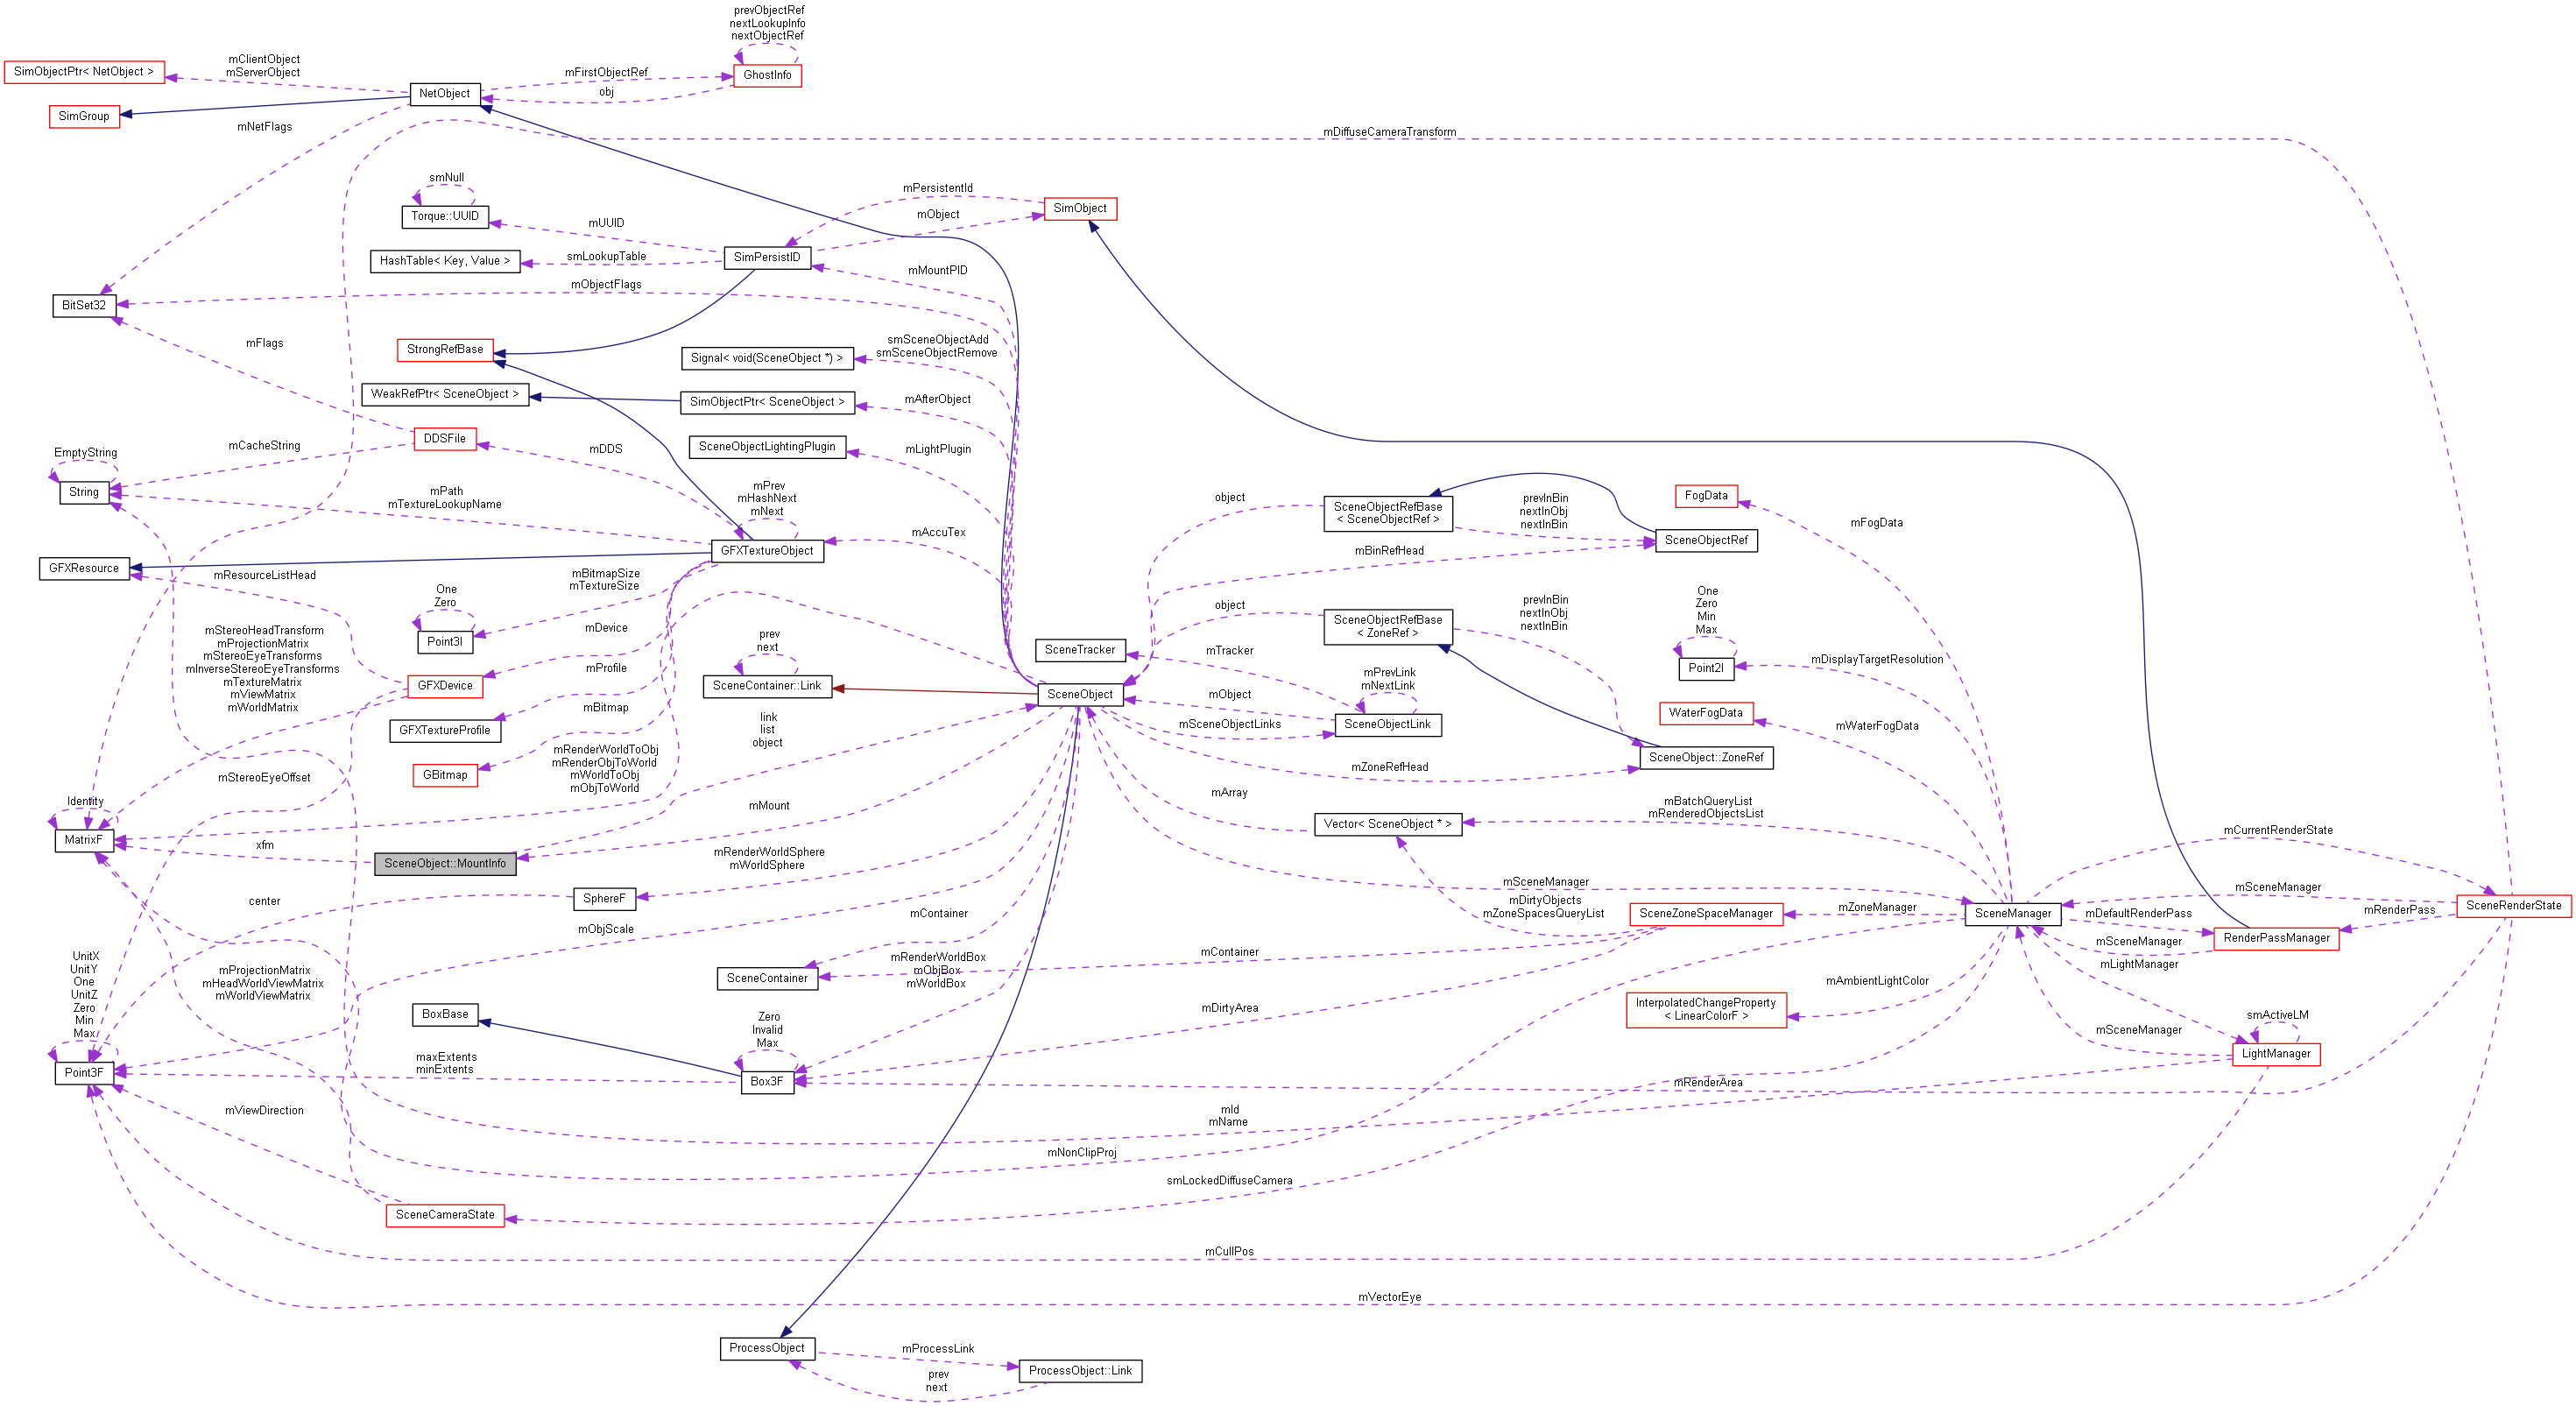 prevObjectRef
nextLookupInfo
nextObjectRef
SimObjectPtr< NetObject >
mClientObject
mServerObject
mFirstObjectRef
GhostInfo
NetObject
obj
SimGroup
mNetFlags
mDiffuseCameraTransform
smNull
Torque::UUID
mUUID
mPersistentId
mObject
SimObject
HashTable< Key, Value >
smLookupTable
SimPersistID
mMountPID
mObjectFlags
BitSet32
mFlags
StrongRefBase
Signal< void(SceneObject *) >
smSceneObjectAdd
smSceneObjectRemove
WeakRefPtr< SceneObject >
SimObjectPtr< SceneObject >
mAfterObject
DDSFile
mCacheString
mDDS
SceneObjectLightingPlugin
mLightPlugin
EmptyString
String
mPath
mTextureLookupName
mPrev
mHashNext
mNext
GFXTextureObject
mAccuTex
object
SceneObjectRefBase
< SceneObjectRef >
prevInBin
nextInObj
nextInBin
SceneObjectRef
mBinRefHead
FogData
mFogData
GFXResource
mResourceListHead
mBitmapSize
mTextureSize
One
Zero
Point3I
mDevice
object
SceneObjectRefBase
< ZoneRef >
prevInBin
nextInObj
nextInBin
One
Zero
Min
Max
Point2I
mDisplayTargetResolution
mStereoHeadTransform
mProjectionMatrix
mStereoEyeTransforms
mInverseStereoEyeTransforms
mTextureMatrix
mViewMatrix
mWorldMatrix
GFXDevice
mProfile
prev
next
SceneContainer::Link
SceneTracker
mTracker
SceneObject
mObject
mPrevLink
mNextLink
SceneObjectLink
mSceneObjectLinks
mBitmap
GFXTextureProfile
link
list
object
WaterFogData
mWaterFogData
SceneObject::ZoneRef
mZoneRefHead
GBitmap
mRenderWorldToObj
mRenderObjToWorld
mWorldToObj
mObjToWorld
mStereoEyeOffset
Identity
MatrixF
mMount
mArray
Vector< SceneObject * >
mBatchQueryList
mRenderedObjectsList
mCurrentRenderState
xfm
SceneObject::MountInfo
mRenderWorldSphere
mWorldSphere
mSceneManager
mDirtyObjects
mZoneSpacesQueryList
mSceneManager
SceneRenderState
center
SphereF
mContainer
mObjScale
SceneZoneSpaceManager
mZoneManager
SceneManager
mDefaultRenderPass
mRenderPass
RenderPassManager
mSceneManager
UnitX
UnitY
One
UnitZ
Zero
Min
Max
Point3F
mProjectionMatrix
mHeadWorldViewMatrix
mWorldViewMatrix
SceneContainer
mRenderWorldBox
mObjBox
mWorldBox
mContainer
mLightManager
mAmbientLightColor
InterpolatedChangeProperty
< LinearColorF >
BoxBase
mDirtyArea
Zero
Invalid
Max
smActiveLM
mSceneManager
LightManager
maxExtents
minExtents
Box3F
mRenderArea
mViewDirection
mId
mName
mNonClipProj
smLockedDiffuseCamera
SceneCameraState
mCullPos
mVectorEye
ProcessObject
mProcessLink
ProcessObject::Link
prev
next